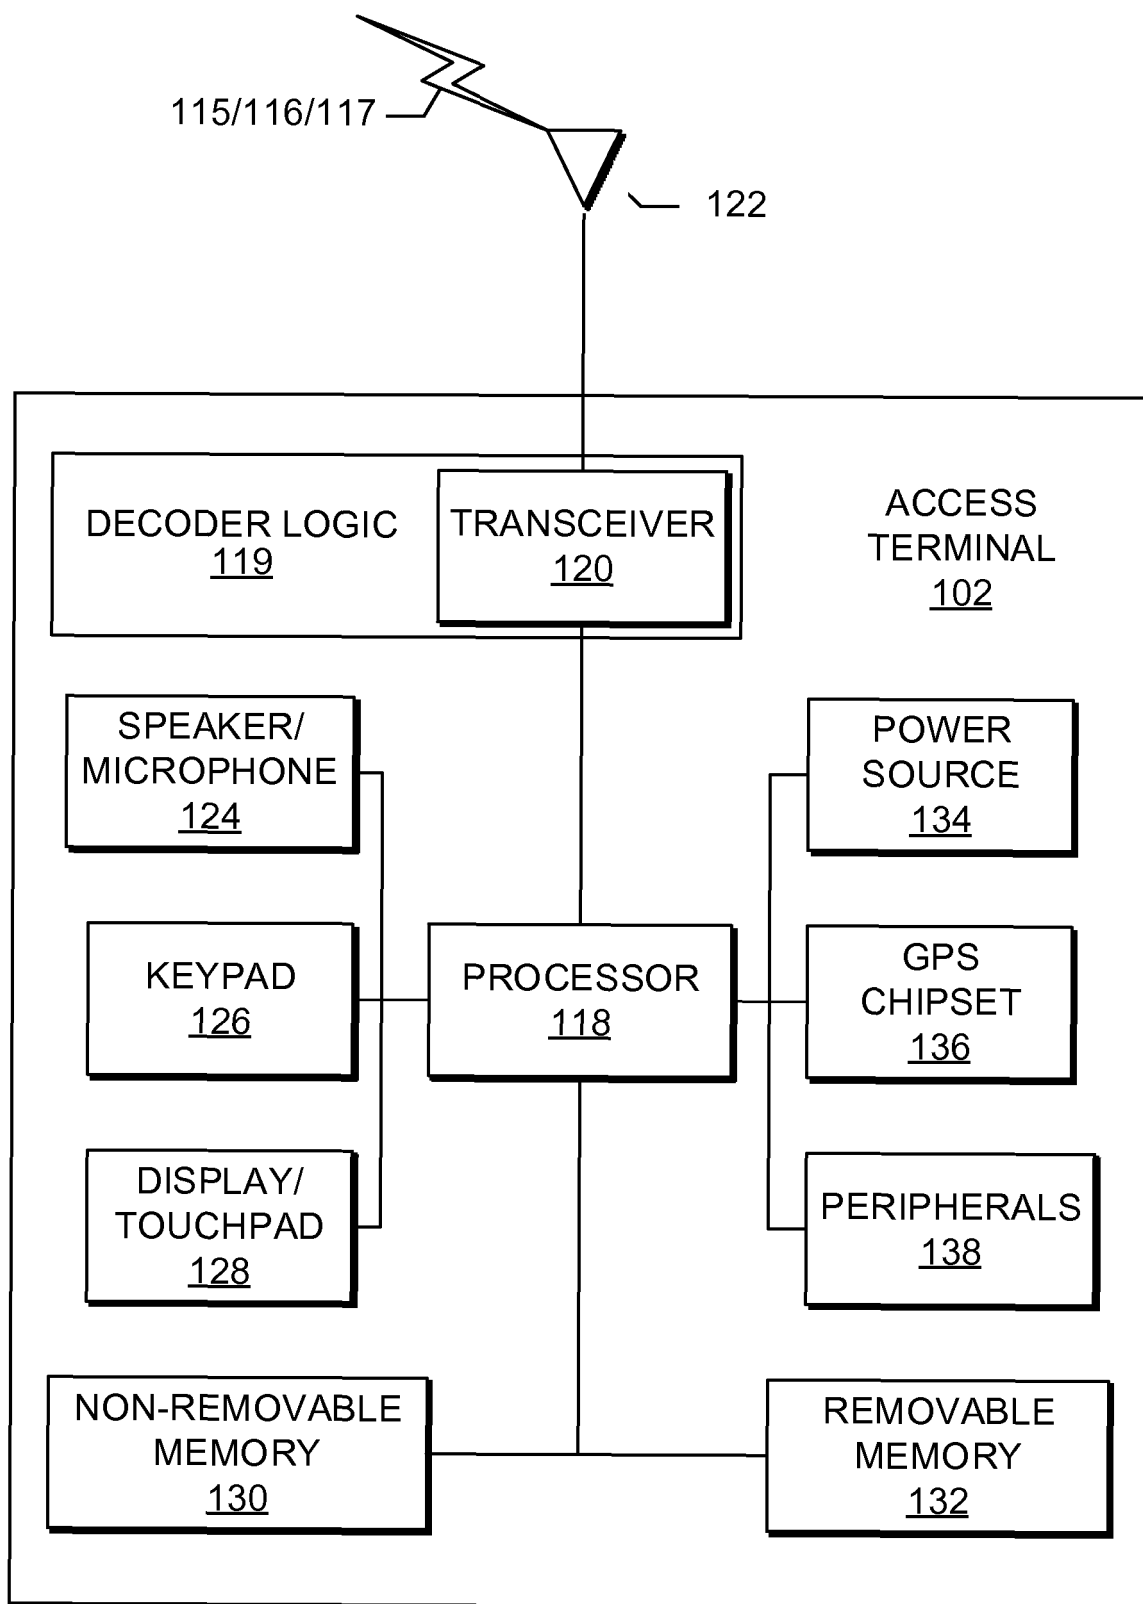 115/116/117
122
DECODER LOGIC
119
TRANSCEIVER
120
ACCESS
TERMINAL
102
SPEAKER/
MICROPHONE
124
POWER
SOURCE
134
KEYPAD
126
PROCESSOR
118
GPS
CHIPSET
136
DISPLAY/
TOUCHPAD
128
PERIPHERALS
138
NON-REMOVABLE
MEMORY
130
REMOVABLE
MEMORY
132